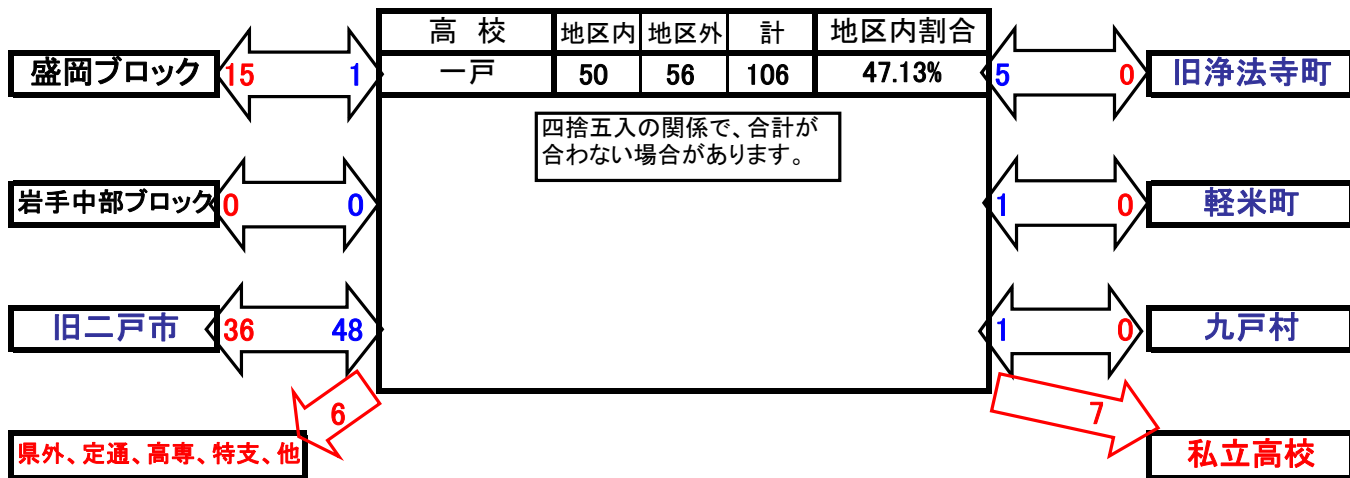 高 校 地区内 地区外 計 地区内割合
一戸 50 56 106 47.13%
四捨五入の関係で、合計が
合わない場合があります。
盛岡ブロック 15 1
5 0 旧浄法寺町
岩手中部ブロック 0 0
1 0 軽米町
旧二戸市 36 48
1 0 九戸村
6
県外、定通、高専、特支、他
7
私立高校